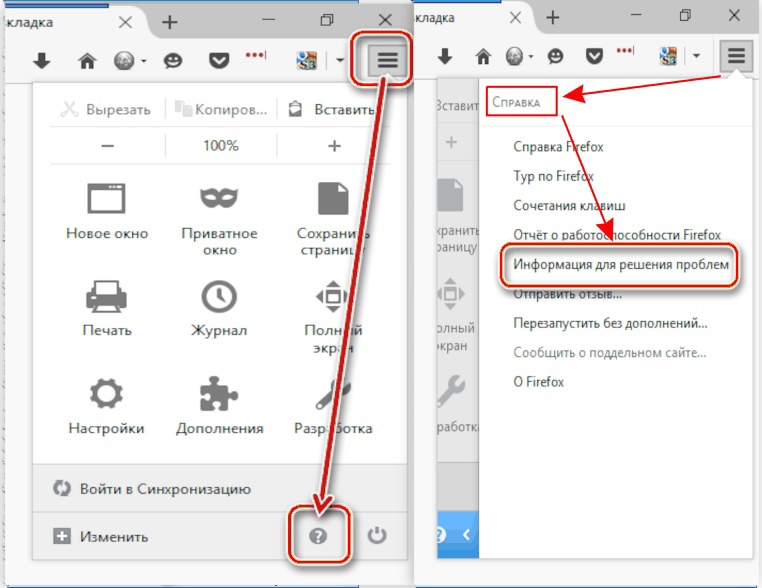 кладка
Вырезать Копиров... Вставить
100%
Новое окно
Приватное
окно
Сохранить
страницу
Печать
Журнал
Полный
экран
Настройки
Дополнения
Разработка
Войти в Синхронизацию
Изменить
кладка
Вставит
хранить
раницу
олный
кран
работк
Справка
Справка Firefox
Тур по Firefox
Сочетания клавиш
Отчёт о работоспособности Firefox
Информация для решения проблем
Отправить отзыв...
Перезапустить без дополнений...
Сообщить о поддельном сайте...
О Firefox